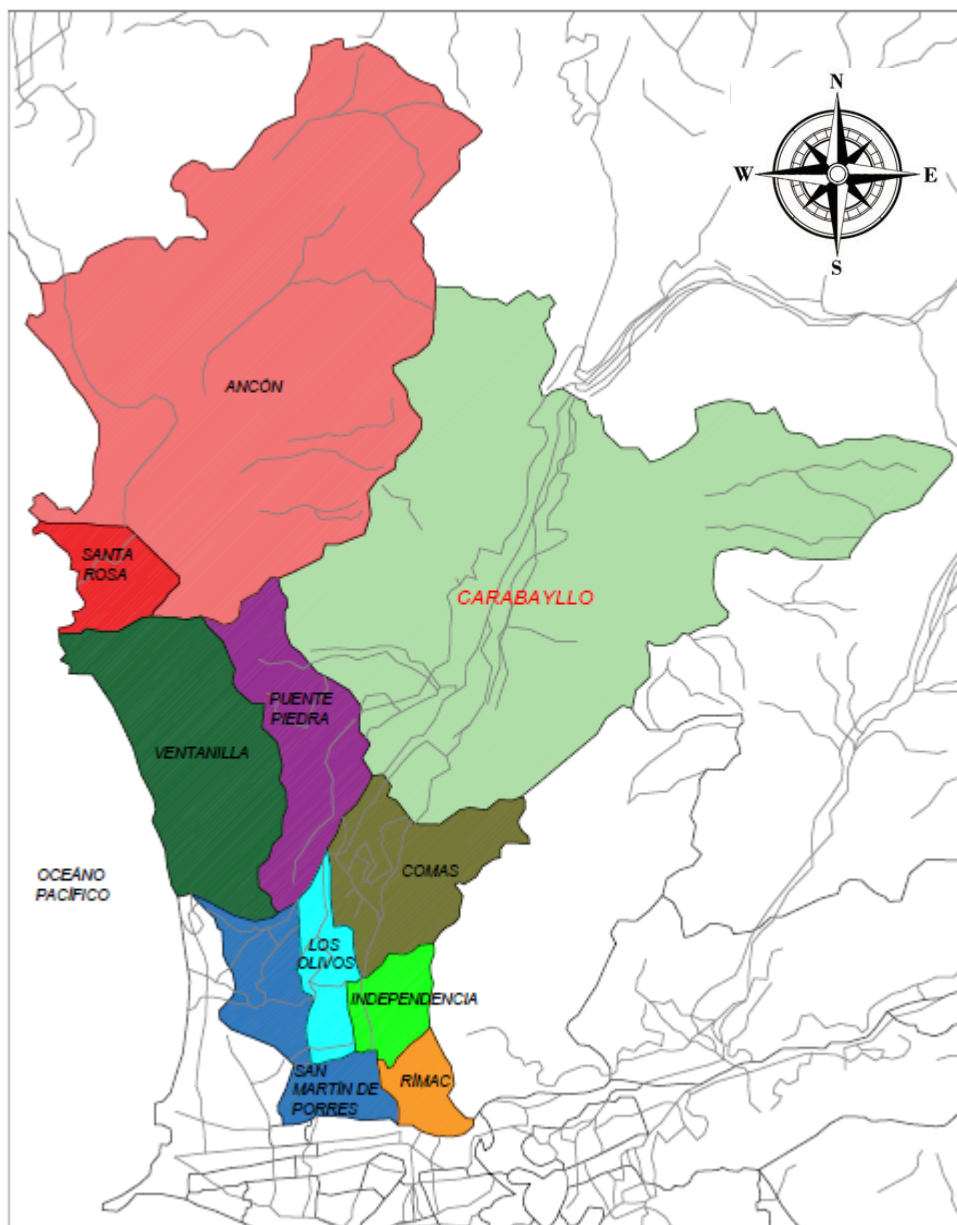 N
W
E
S
ANCÓN
SANTA
ROSA
CARABAYLLO
PUENTE
PIEDRA
VENTANILLA
COMAS
OCEÁNO
PACÍFICO
LOS
OLIVOS
INDEPENDENCIA
SAN
MARTÍN DE
PORRES
RÍMAC